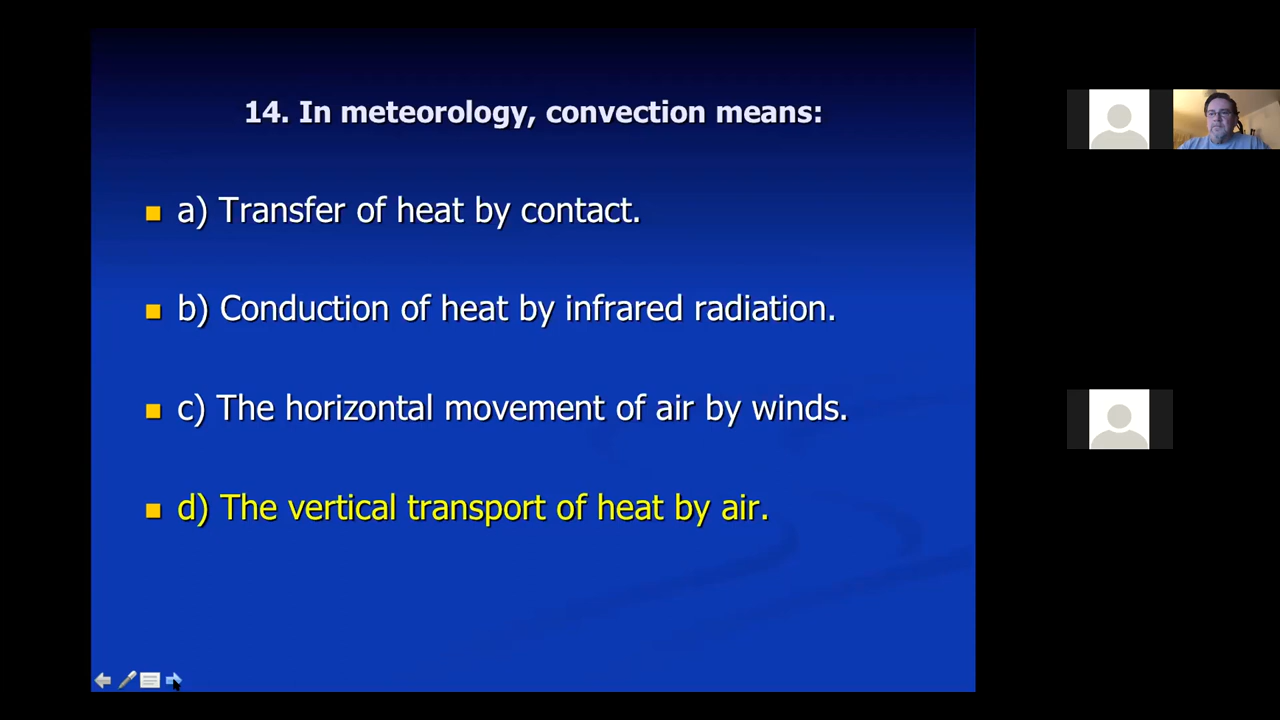 14. In meteorology, convection means:
a) Transfer of heat by contact.
b) Conduction of heat by infrared radiation.
c) The horizontal movement of air by winds.
d) The vertical transport of heat by air.